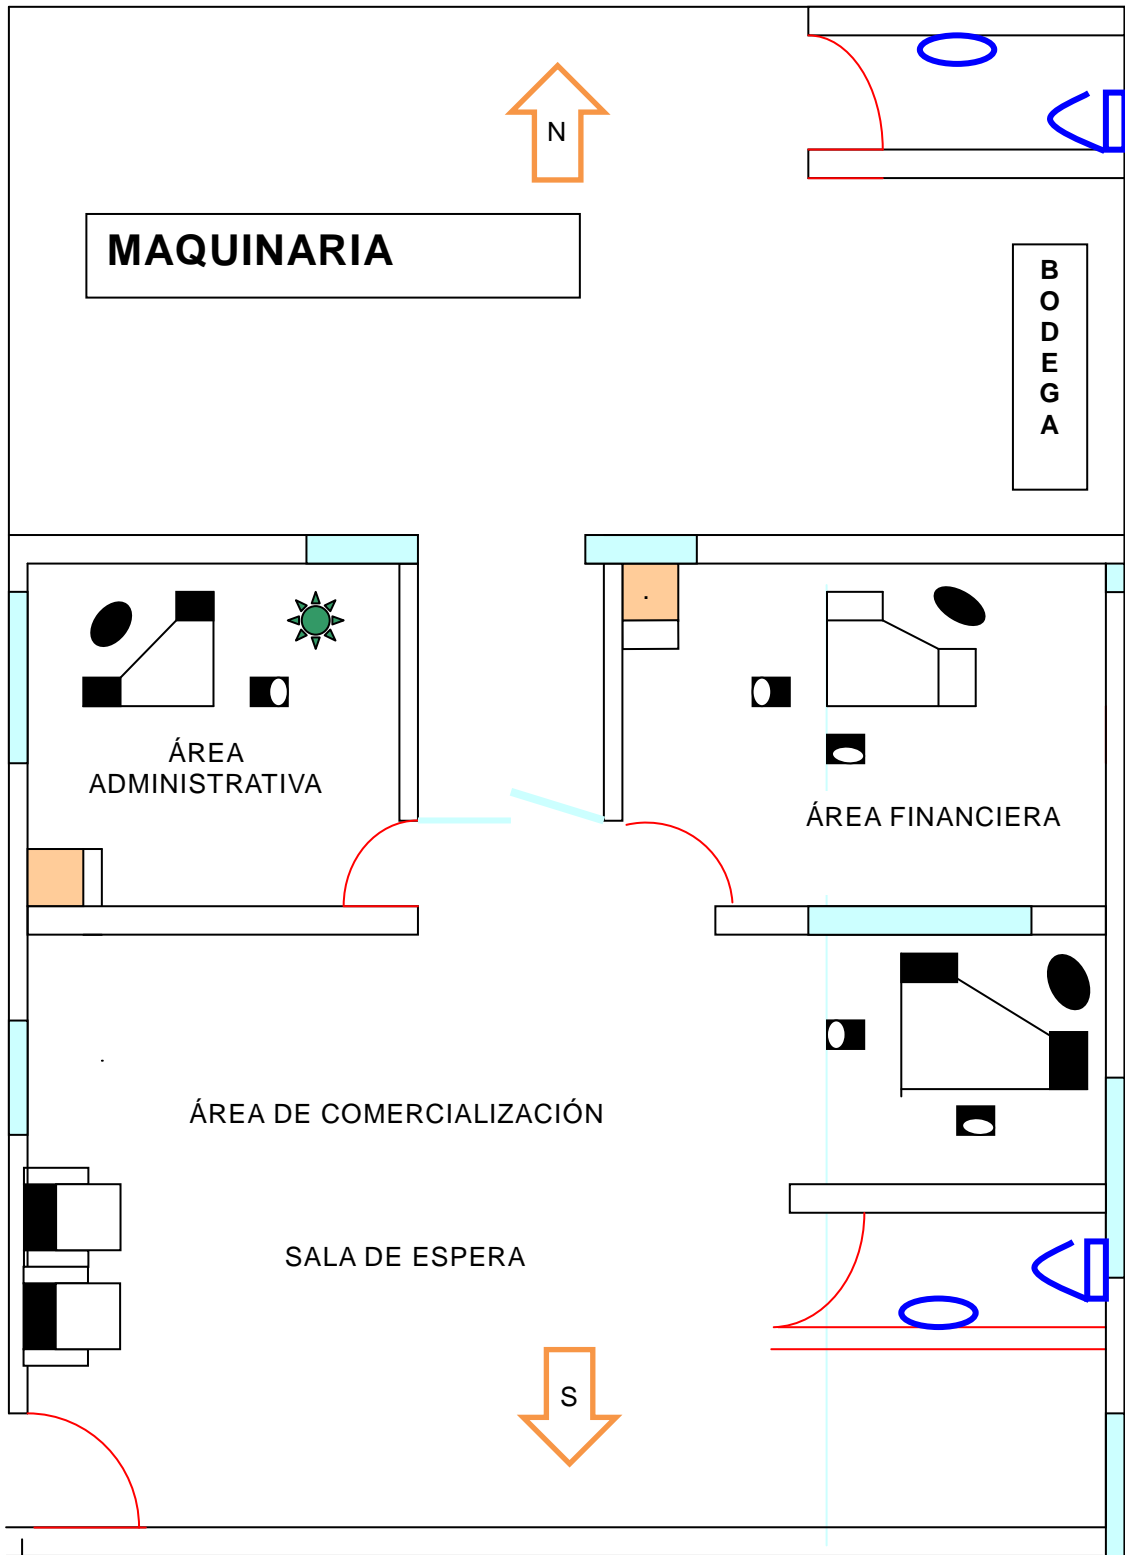 N
MAQUINARIA
B
O
D
E
G
A
ÁREA
ADMINISTRATIVA
ÁREA FINANCIERA
ÁREA DE COMERCIALIZACIÓN
SALA DE ESPERA
S